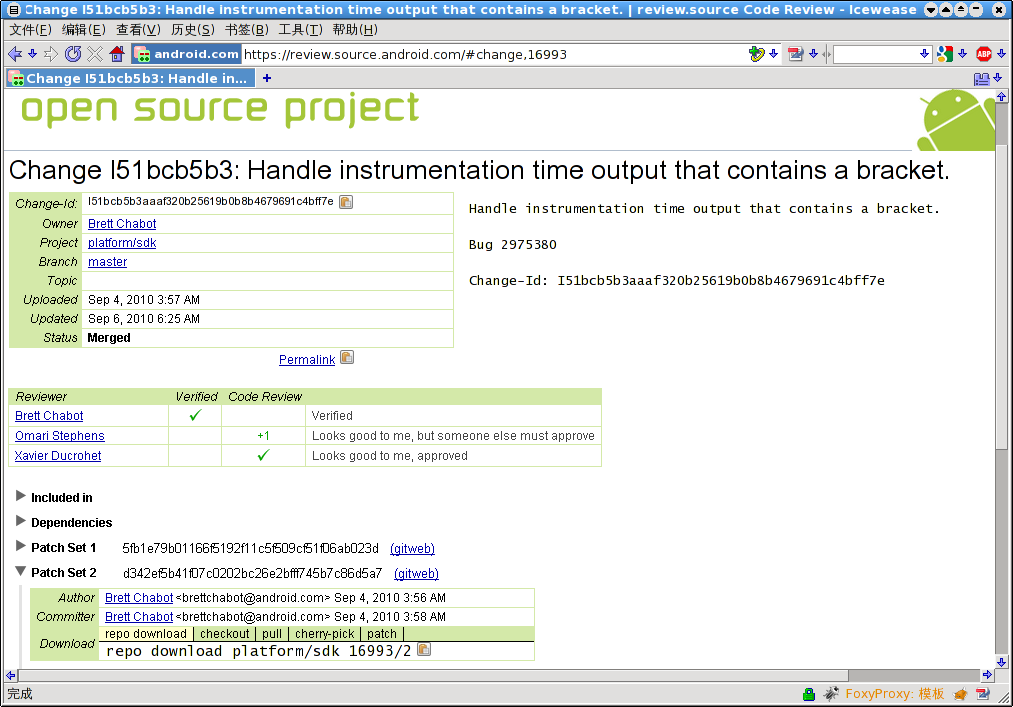 Change I51bcb5b3: Handle instrumentation time output that contains a bracket. | review.source Code Review - Icewease
文件(F) 编辑(E) 查看(V) 历史(S) 书签(B) 工具(T) 帮助(H)
android.com https://review.source.android.com/#change,16993 ABP
Change I51bcb5b3: Handle in... +
open source project
Change I51bcb5b3: Handle instrumentation time output that contains a bracket.
Change-Id: I51bcb5b3aaaf320b25619b0b8b4679691c4bff7e
Owner Brett Chabot
Project platform/sdk
Branch master
Topic
Uploaded Sep 4, 2010 3:57 AM
Updated Sep 6, 2010 6:25 AM
Status Merged
Permalink
Handle instrumentation time output that contains a bracket.
Bug 2975380
Change-Id: I51bcb5b3aaaf320b25619b0b8b4679691c4bff7e
Reviewer Verified Code Review
Brett Chabot ✓ Verified
Omari Stephens +1 Looks good to me, but someone else must approve
Xavier Ducrohet ✓ Looks good to me, approved
Included in
Dependencies
Patch Set 1 5fb1e79b01166f5192f11c5f509cf51f06ab023d (gitweb)
Patch Set 2 d342ef5b41f07c0202bc26e2bfff745b7c86d5a7 (gitweb)
Author Brett Chabot <brettchabot@android.com> Sep 4, 2010 3:56 AM
Committer Brett Chabot <brettchabot@android.com> Sep 4, 2010 3:58 AM
Download repo download | checkout | pull | cherry-pick | patch |
repo download platform/sdk 16993/2
完成 FoxyProxy: 模板